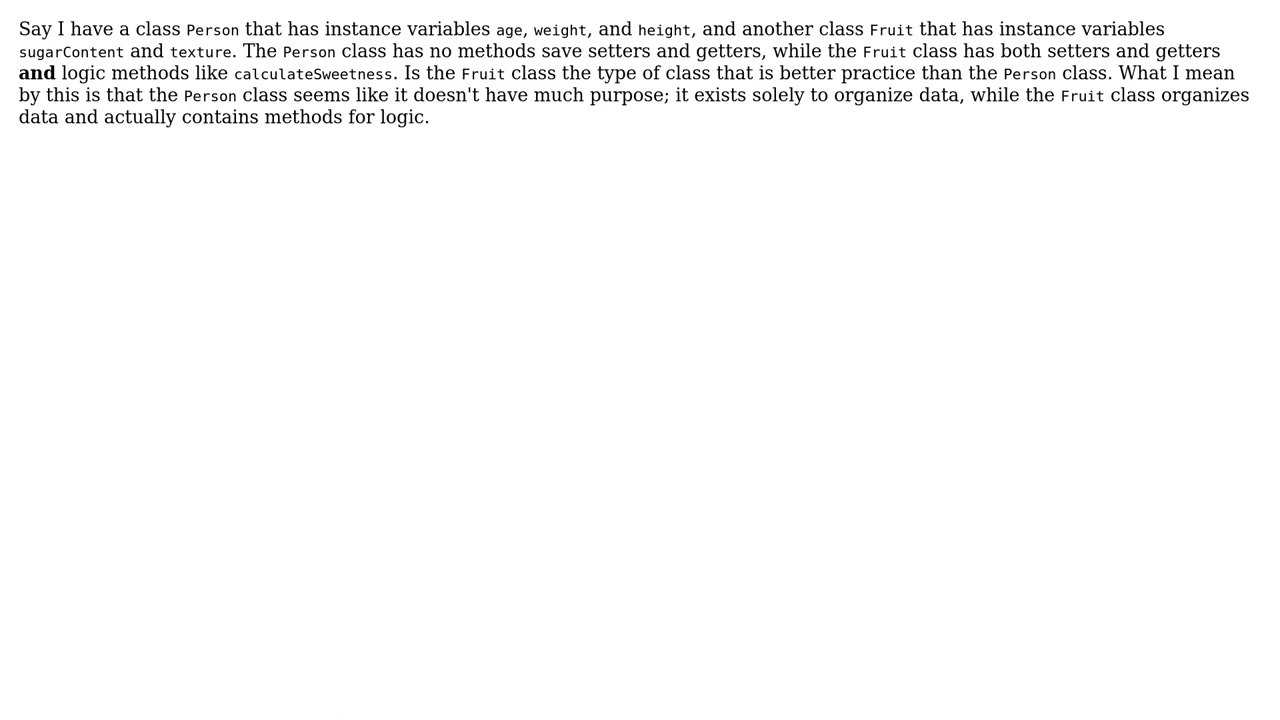 Say I have a class Person that has instance variables age, weight, and height, and another class Fruit that has instance variables
sugarContent and texture. The Person class has no methods save setters and getters, while the Fruit class has both setters and getters
and logic methods like calculateSweetness. Is the Fruit class the type of class that is better practice than the Person class. What I mean
by this is that the Person class seems like it doesn't have much purpose; it exists solely to organize data, while the Fruit class organizes
data and actually contains methods for logic.